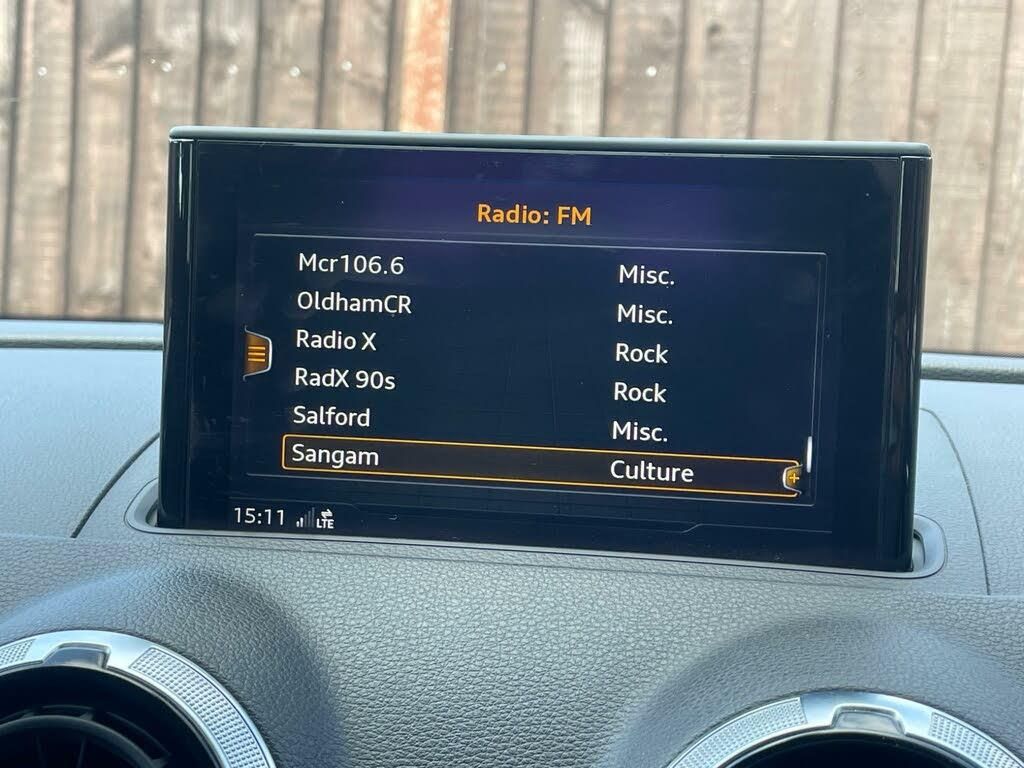 Radio: FM
Mcr106.6 Misc.
OldhamCR Misc.
Radio X Rock
RadX 90s Rock
Salford Misc.
Sangam Culture
15:11 LTE